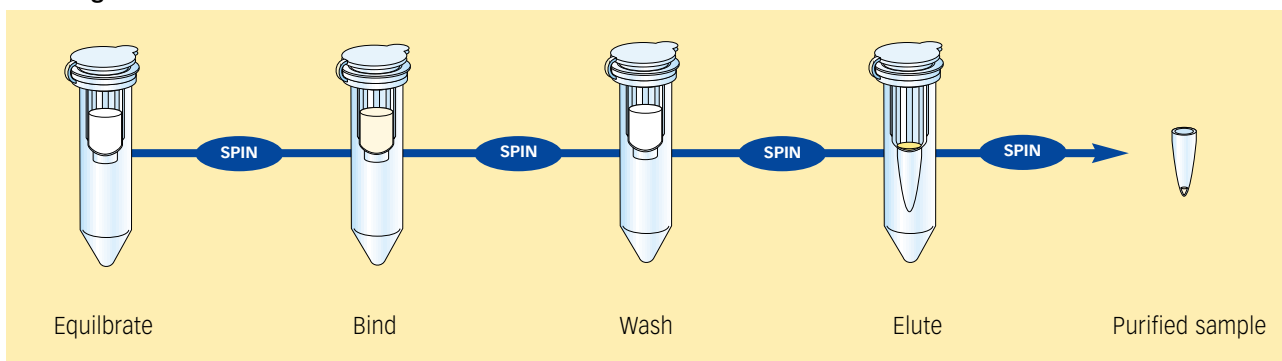 SPIN SPIN SPIN SPIN
Equilbrate Bind Wash Elute Purified sample